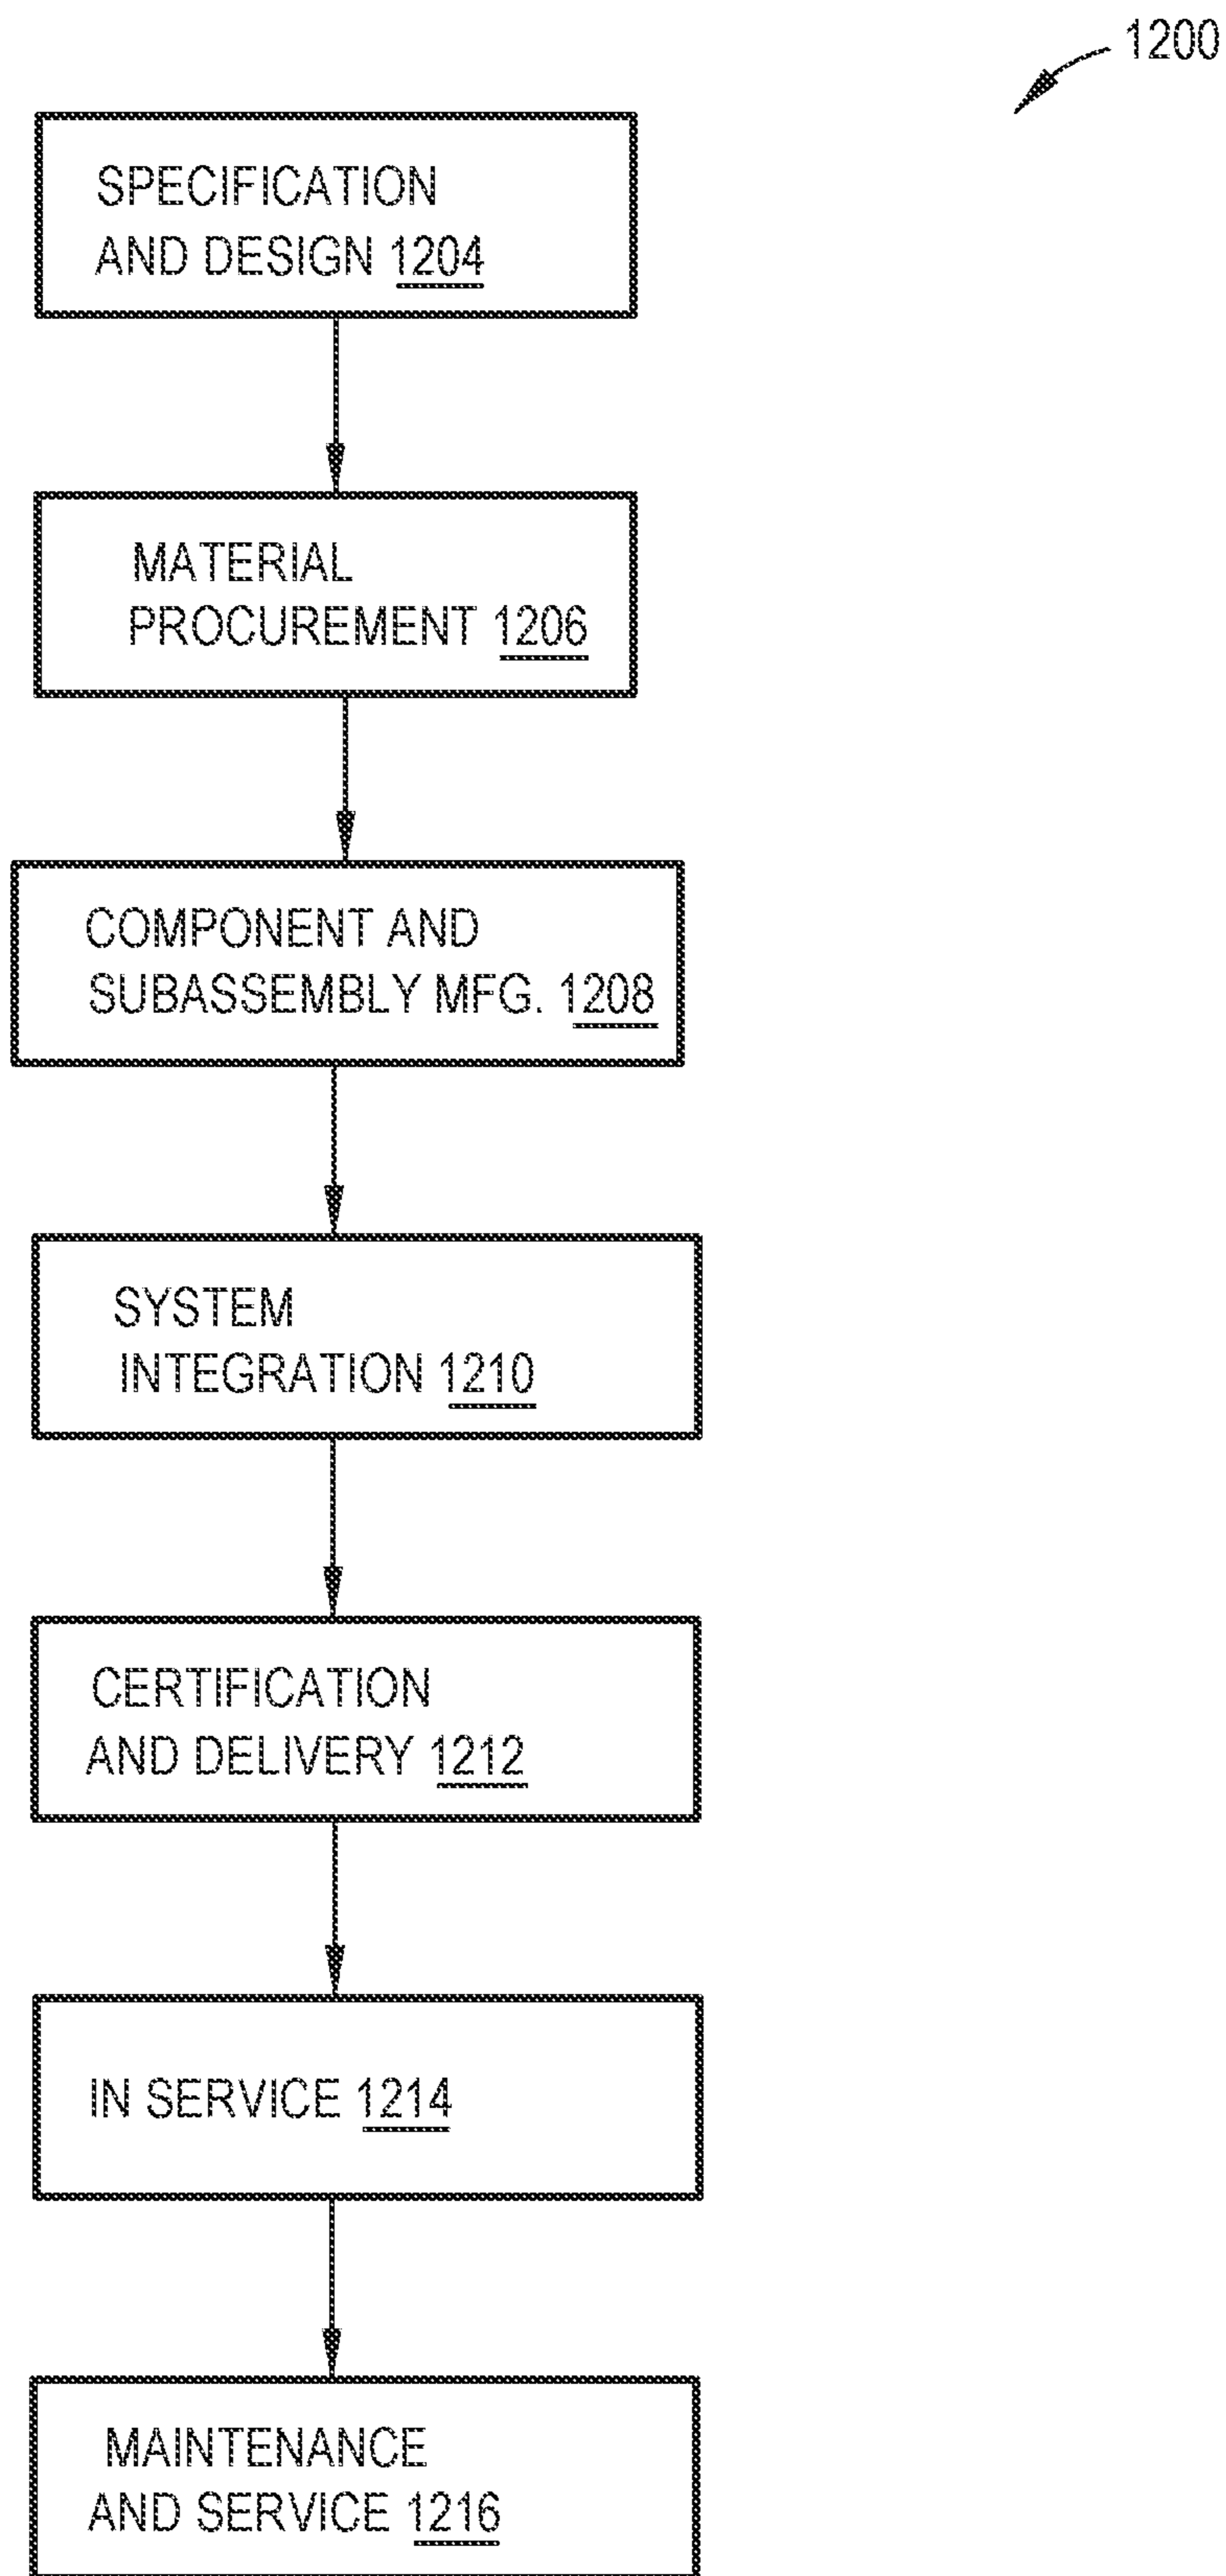 1200
SPECIFICATION
AND DESIGN 1204
MATERIAL
PROCUREMENT 1206
COMPONENT AND
SUBASSEMBLY MFG. 1208
SYSTEM
INTEGRATION 1210
CERTIFICATION
AND DELIVERY 1212
IN SERVICE 1214
MAINTENANCE
AND SERVICE 1216